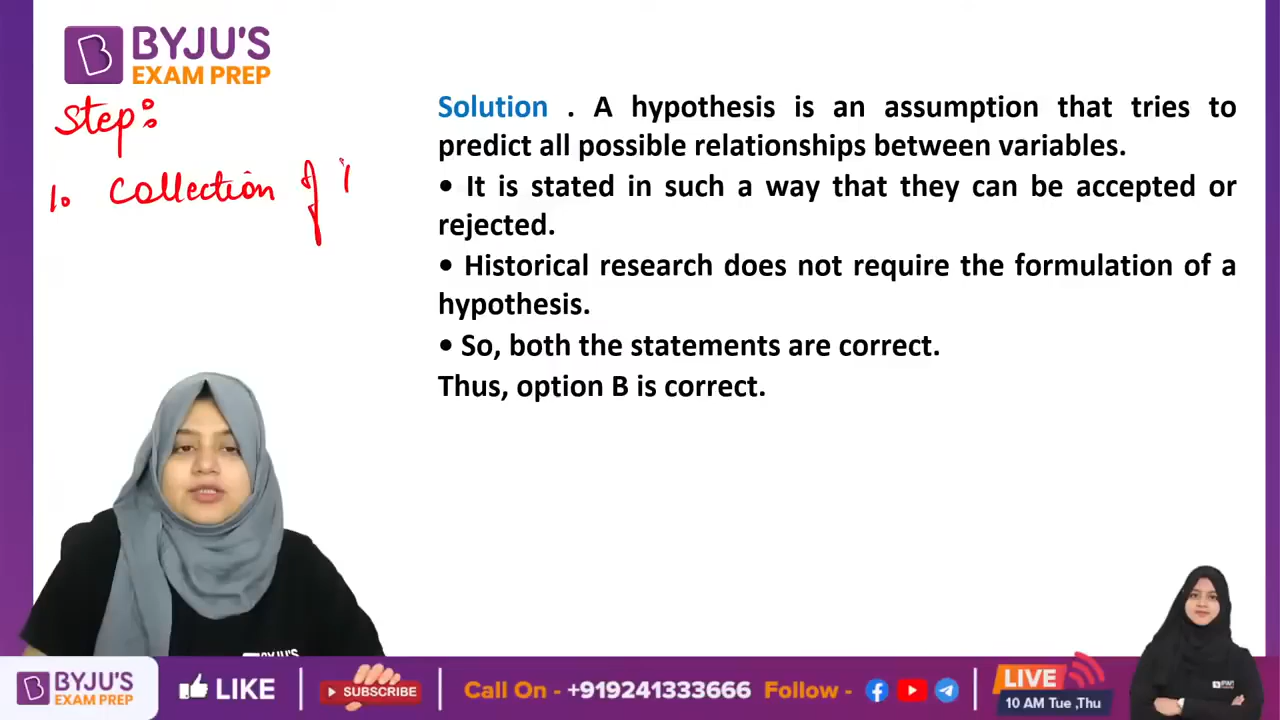 BYJU'S
EXAM PREP
Step:
1. Collection of
Solution . A hypothesis is an assumption that tries to
predict all possible relationships between variables.
• It is stated in such a way that they can be accepted or
rejected.
• Historical research does not require the formulation of a
hypothesis.
• So, both the statements are correct.
Thus, option B is correct.
BYJU'S
EXAM PREP
LIKE
SUBSCRIBE
Call On - +919241333666 Follow -
LIVE
10 AM Tue ,Thu